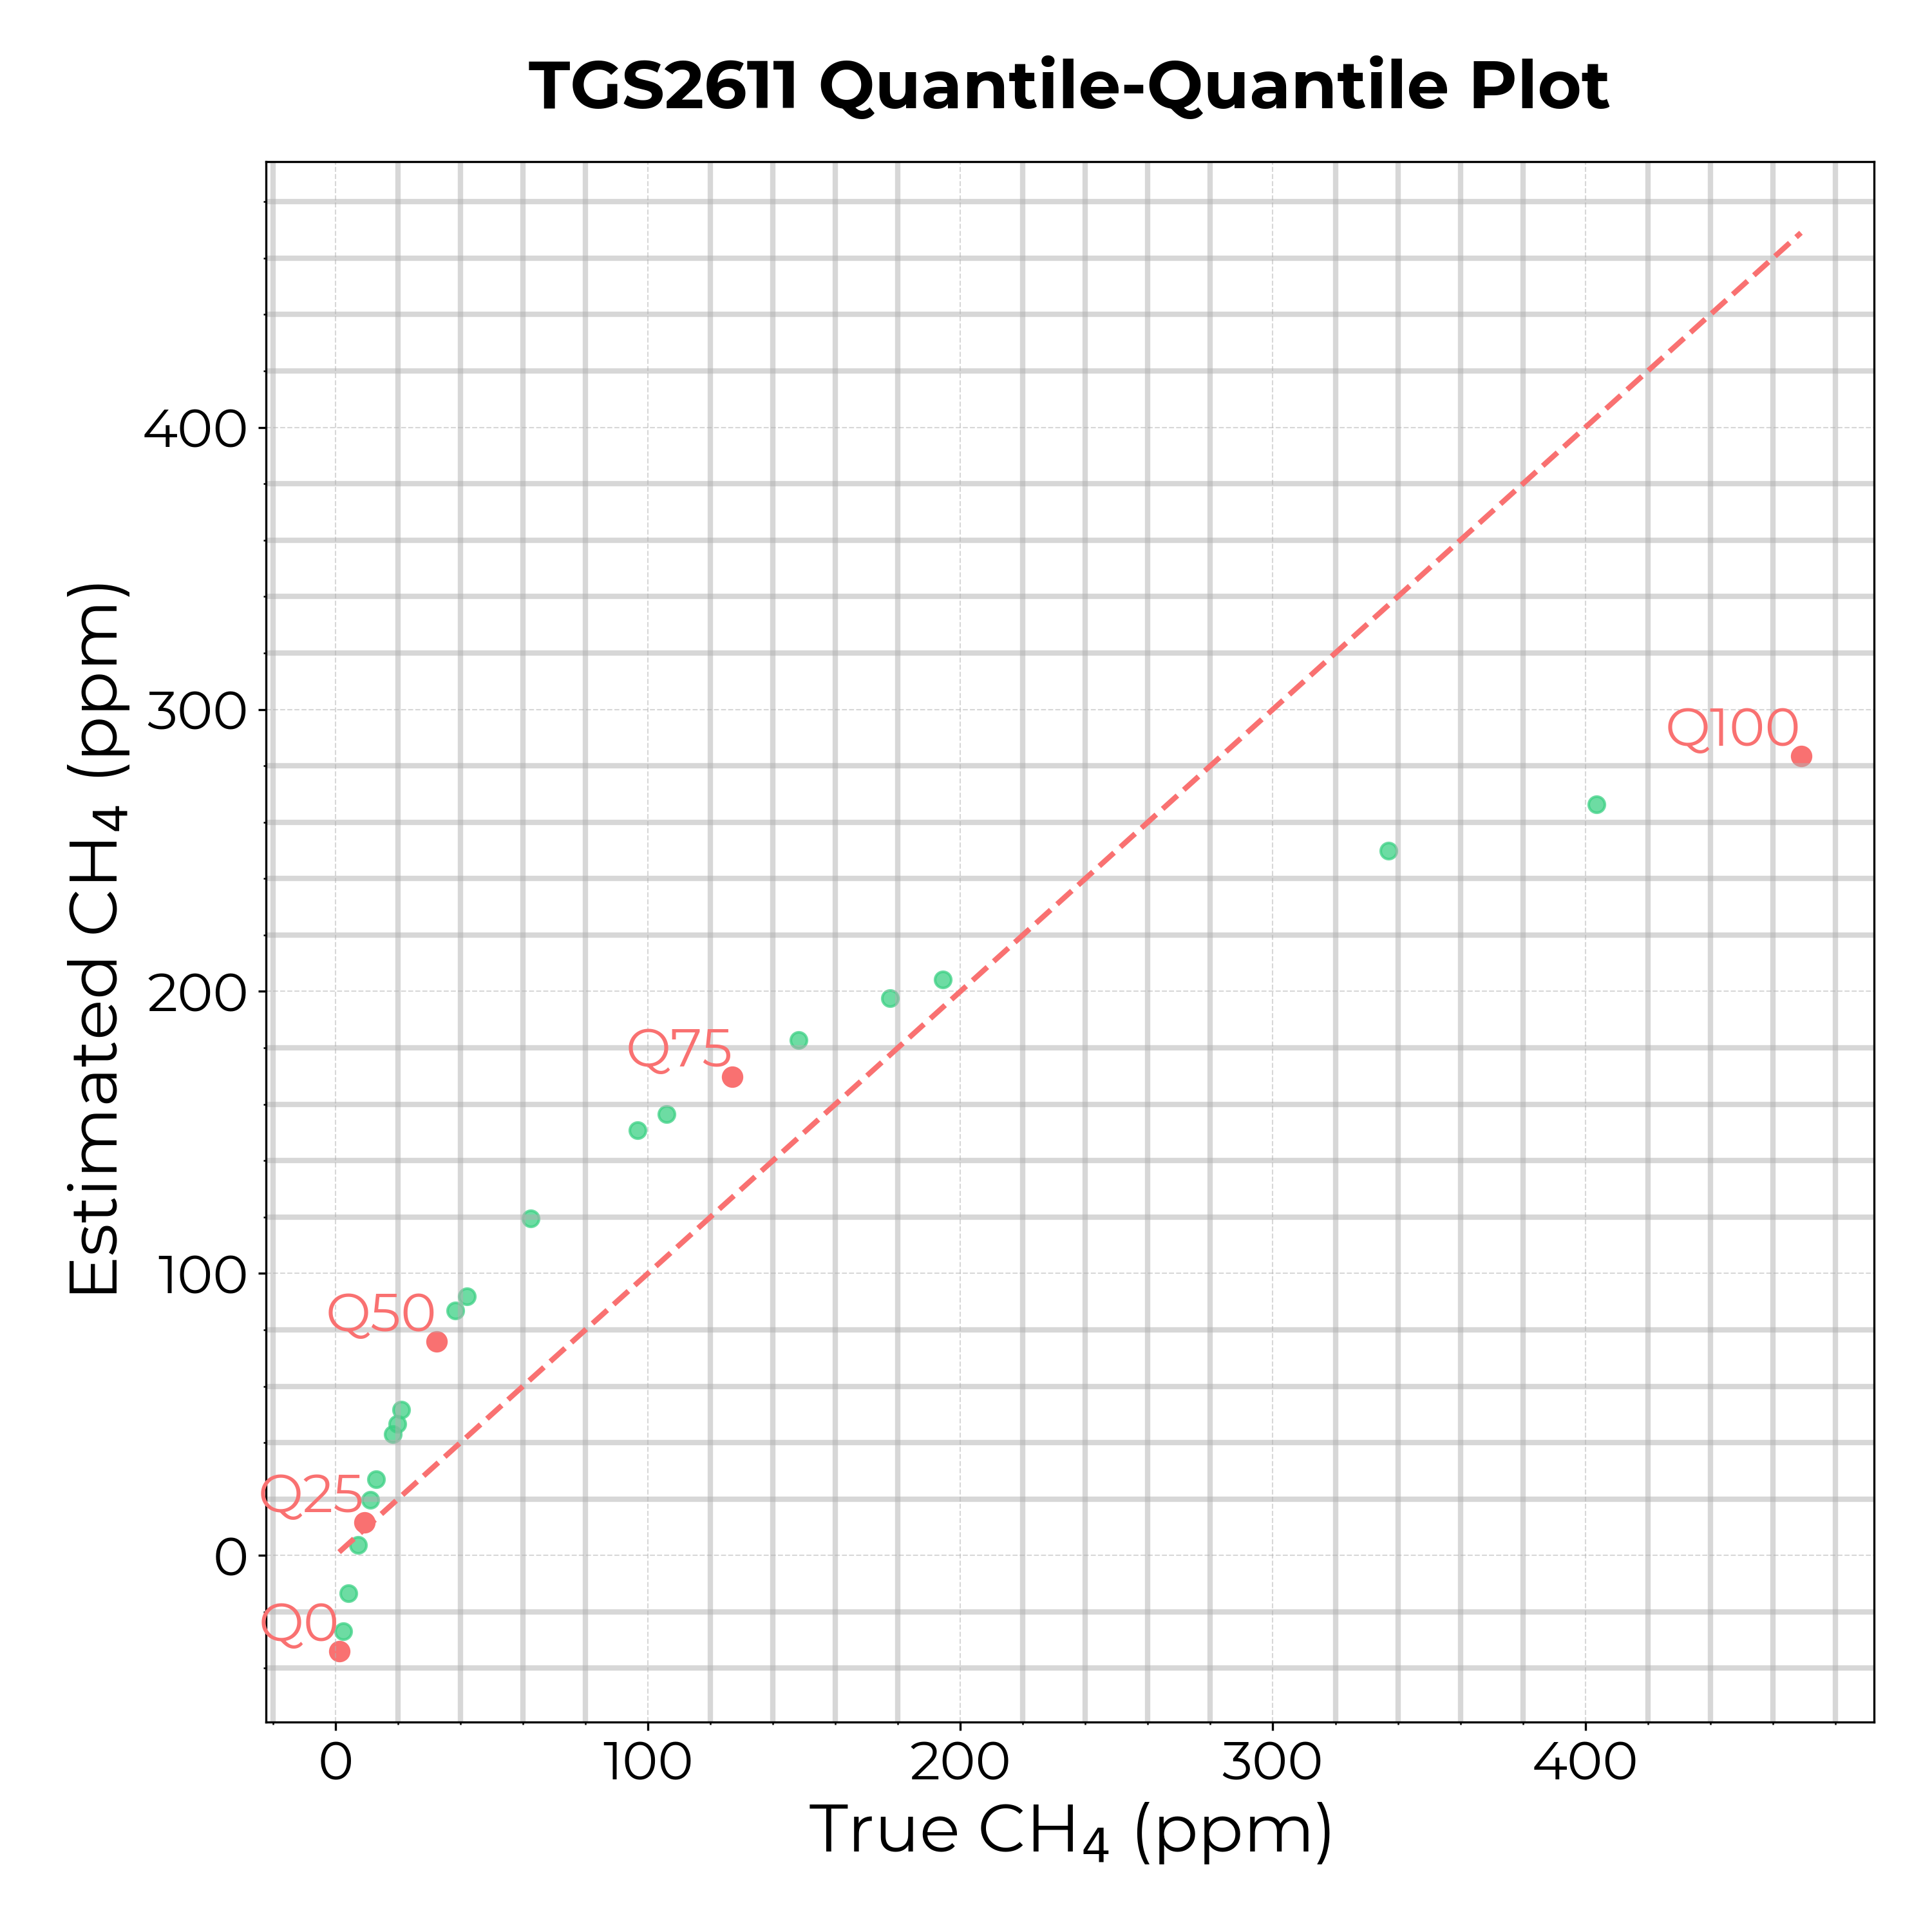 TGS2611 Quantile-Quantile Plot
Estimated CH₄ (ppm)
400
300
200
100
0
Q100
Q75
Q50
Q25
Q0
0 100 200 300 400
True CH₄ (ppm)